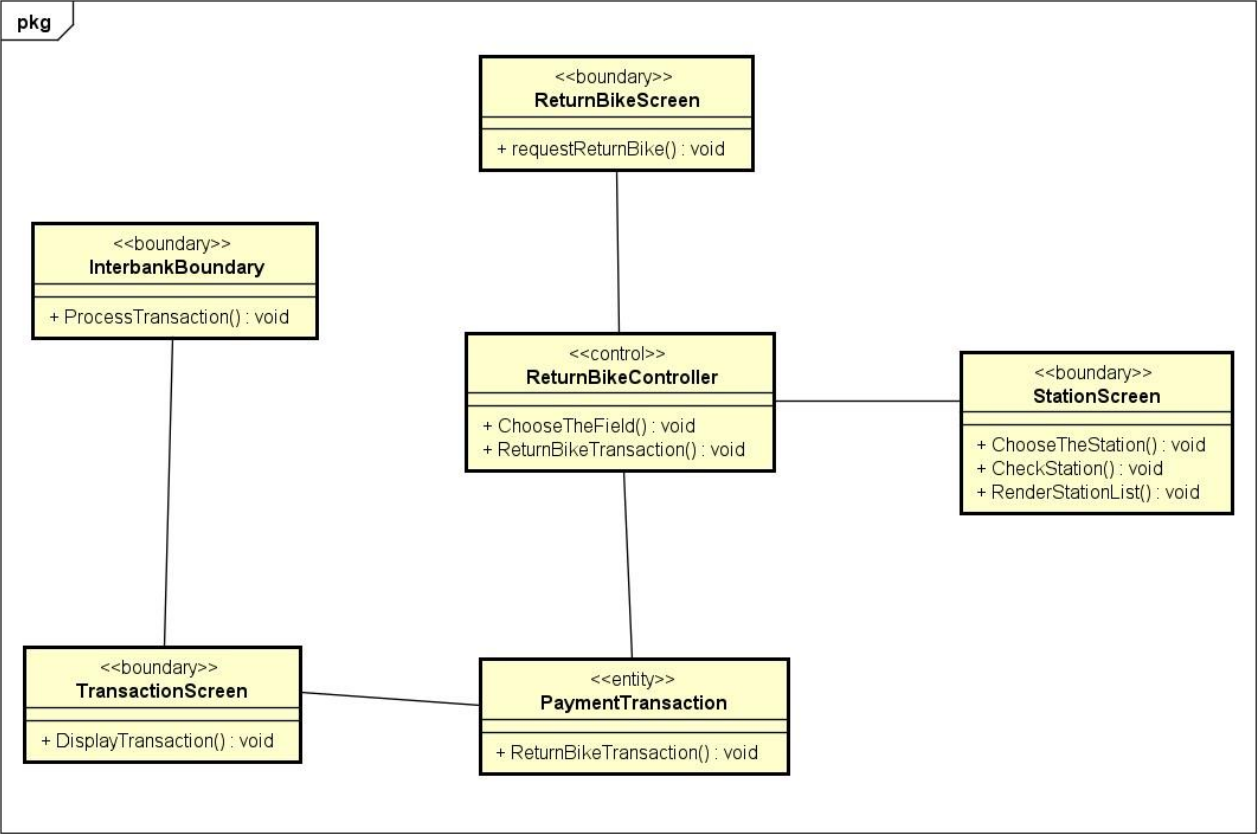 pkg
<<boundary>>
ReturnBikeScreen
+ requestReturnBike() : void
<<boundary>>
InterbankBoundary
+ ProcessTransaction() : void
<<control>>
ReturnBikeController
+ ChooseTheField() : void
+ ReturnBikeTransaction() : void
<<boundary>>
StationScreen
+ ChooseTheStation() : void
+ CheckStation() : void
+ RenderStationList() : void
<<boundary>>
TransactionScreen
+ DisplayTransaction() : void
<<entity>>
PaymentTransaction
+ ReturnBikeTransaction() : void